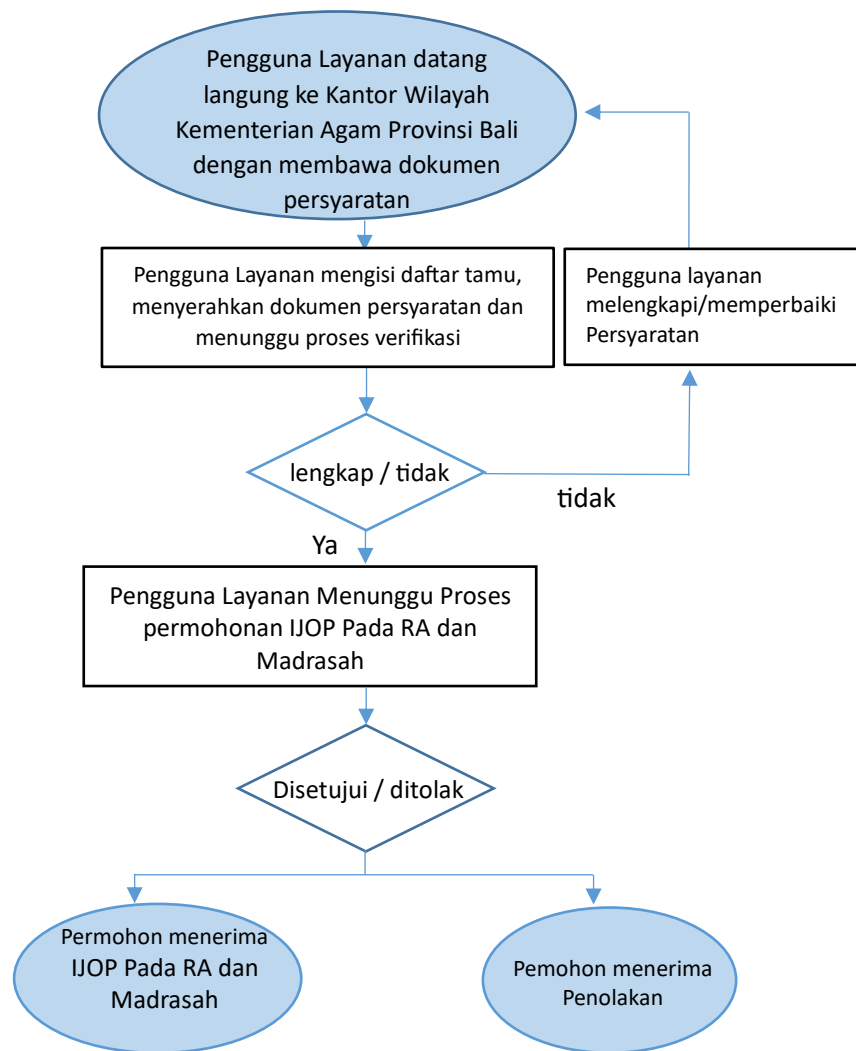 Pengguna Layanan datang
langung ke Kantor Wilayah
Kementerian Agam Provinsi Bali
dengan membawa dokumen
persyaratan
Pengguna Layanan mengisi daftar tamu,
menyerahkan dokumen persyaratan dan
menunggu proses verifikasi
Pengguna layanan
melengkapi/memperbaiki
Persyaratan
lengkap / tidak
tidak
Ya
Pengguna Layanan Menunggu Proses
permohonan IJOP Pada RA dan
Madrasah
Disetujui / ditolak
Permohon menerima
IJOP Pada RA dan
Madrasah
Pemohon menerima
Penolakan